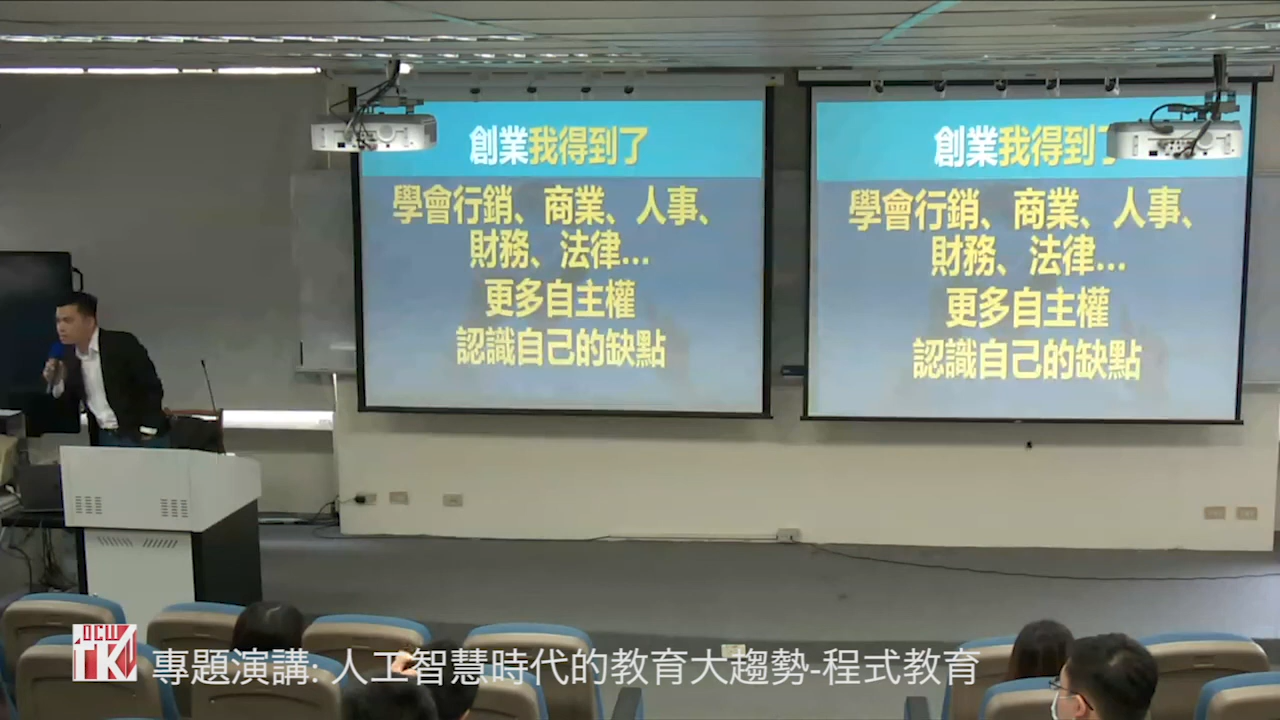 創業我得到了
學會行銷、商業、人事、
財務、法律...
更多自主權
認識自己的缺點
創業我得到了
學會行銷、商業、人事、
財務、法律...
更多自主權
認識自己的缺點
OCW
TK
專題演講: 人工智慧時代的教育大趨勢-程式教育